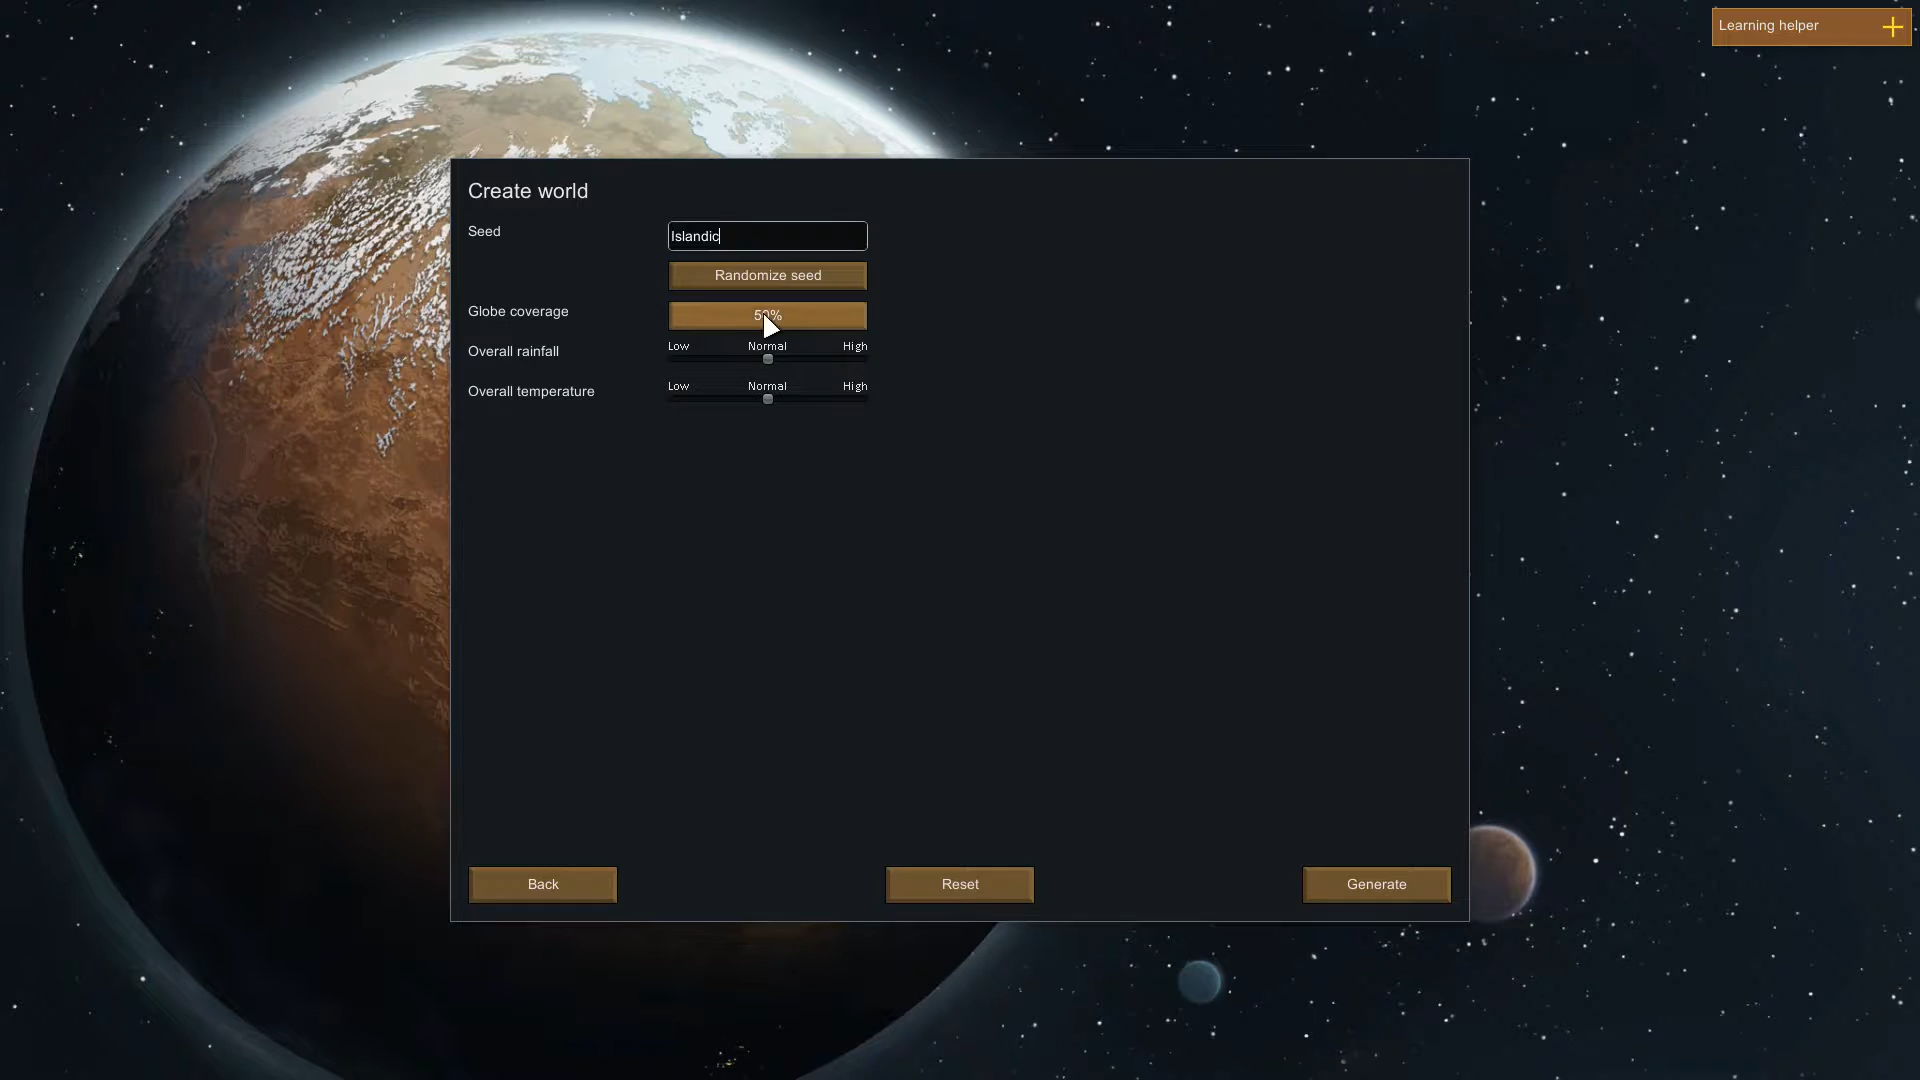 Learning helper
Create world
Seed
Islandic
Randomize seed
Globe coverage
50%
Overall rainfall
Low Normal High
Overall temperature
Low Normal High
Back
Reset
Generate